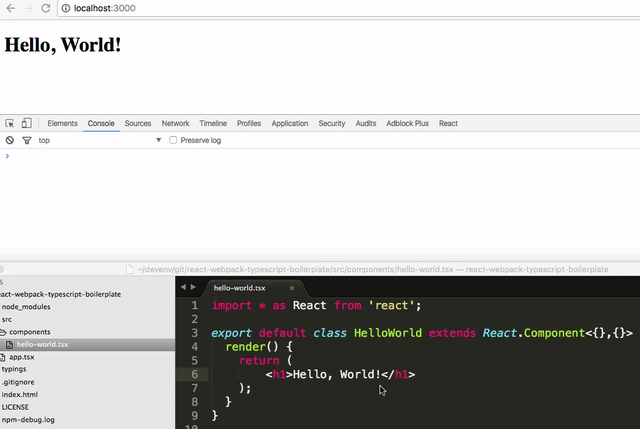 localhost:3000
Hello, World!
Elements Console Sources Network Timeline Profiles Application Security Audits Adblock Plus React
top Preserve log
~/devenv/git/react-webpack-typescript-boilerplate/src/components/hello-world.tsx — react-webpack-typescript-boilerplate
eact-webpack-typescript-boilerplate
node_modules
src
components
hello-world.tsx
app.tsx
typings
.gitignore
index.html
LICENSE
npm-debug.log
hello-world.tsx ×
1 import * as React from 'react';
2
3 export default class HelloWorld extends React.Component<{},{}>
4 render() {
5 return (
6 <h1>Hello, World!</h1>
7 );
8 }
9 }
10